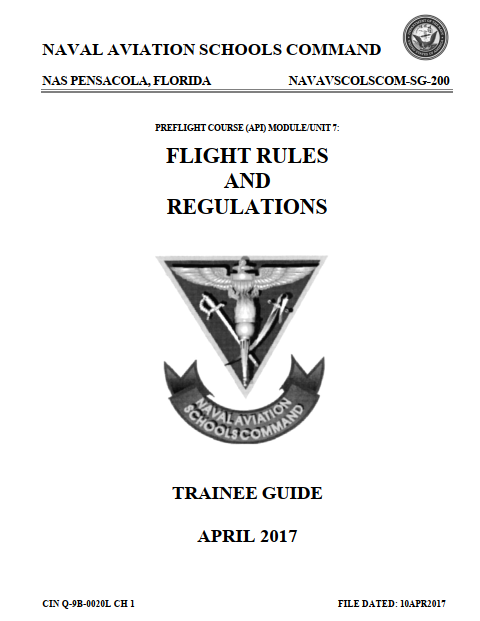 NAVAL AVIATION SCHOOLS COMMAND
NAS PENSACOLA, FLORIDA NAVAVSCOLSCOM-SG-200
PREFLIGHT COURSE (API) MODULE/UNIT 7:
FLIGHT RULES
AND
REGULATIONS
NAVAL AVIATION
SCHOOLS COMMAND
TRAINEE GUIDE
APRIL 2017
CIN Q-9B-0020L CH 1 FILE DATED: 10APR2017